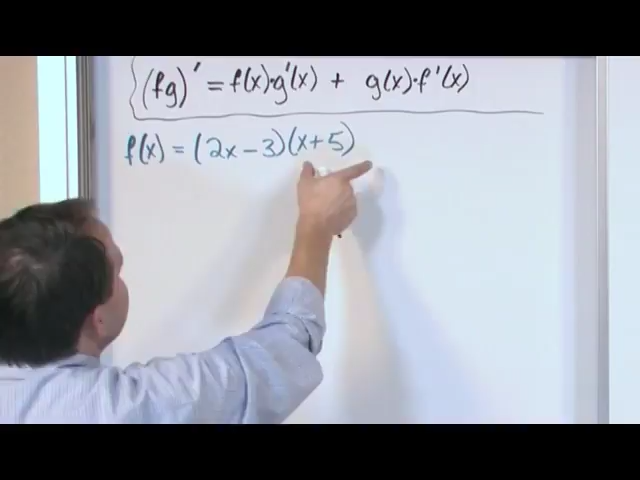 (fg)' = f(x)·g'(x) + g(x)·f'(x)
f(x) = (2x-3)(x+5)